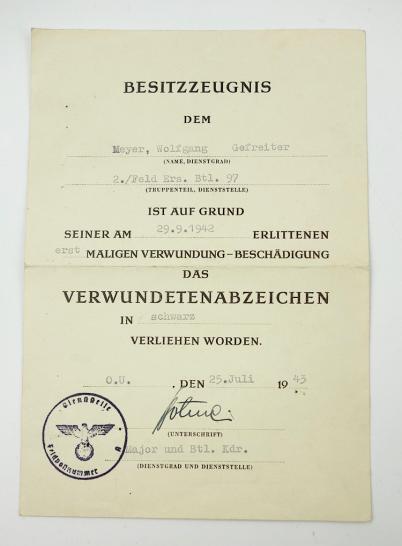 BESITZZEUGNIS
DEM
Meyer, Wolfgang Gefreiter
(NAME, DIENSTGRAD)
2./Feld Ers. Btl. 97
(TRUPPENTEIL, DIENSTSTELLE)
IST AUF GRUND
SEINER AM 29.9.1942 ERLITTENEN
erst MALIGEN VERWUNDUNG–BESCHÄDIGUNG
DAS
VERWUNDETENABZEICHEN
IN schwarz
VERLIEHEN WORDEN.
O.U. , DEN 25.Juli 1943
(UNTERSCHRIFT)
Major und Btl. Kdr.
(DIENSTGRAD UND DIENSTSTELLE)
Dienststelle
Feldpostnummer